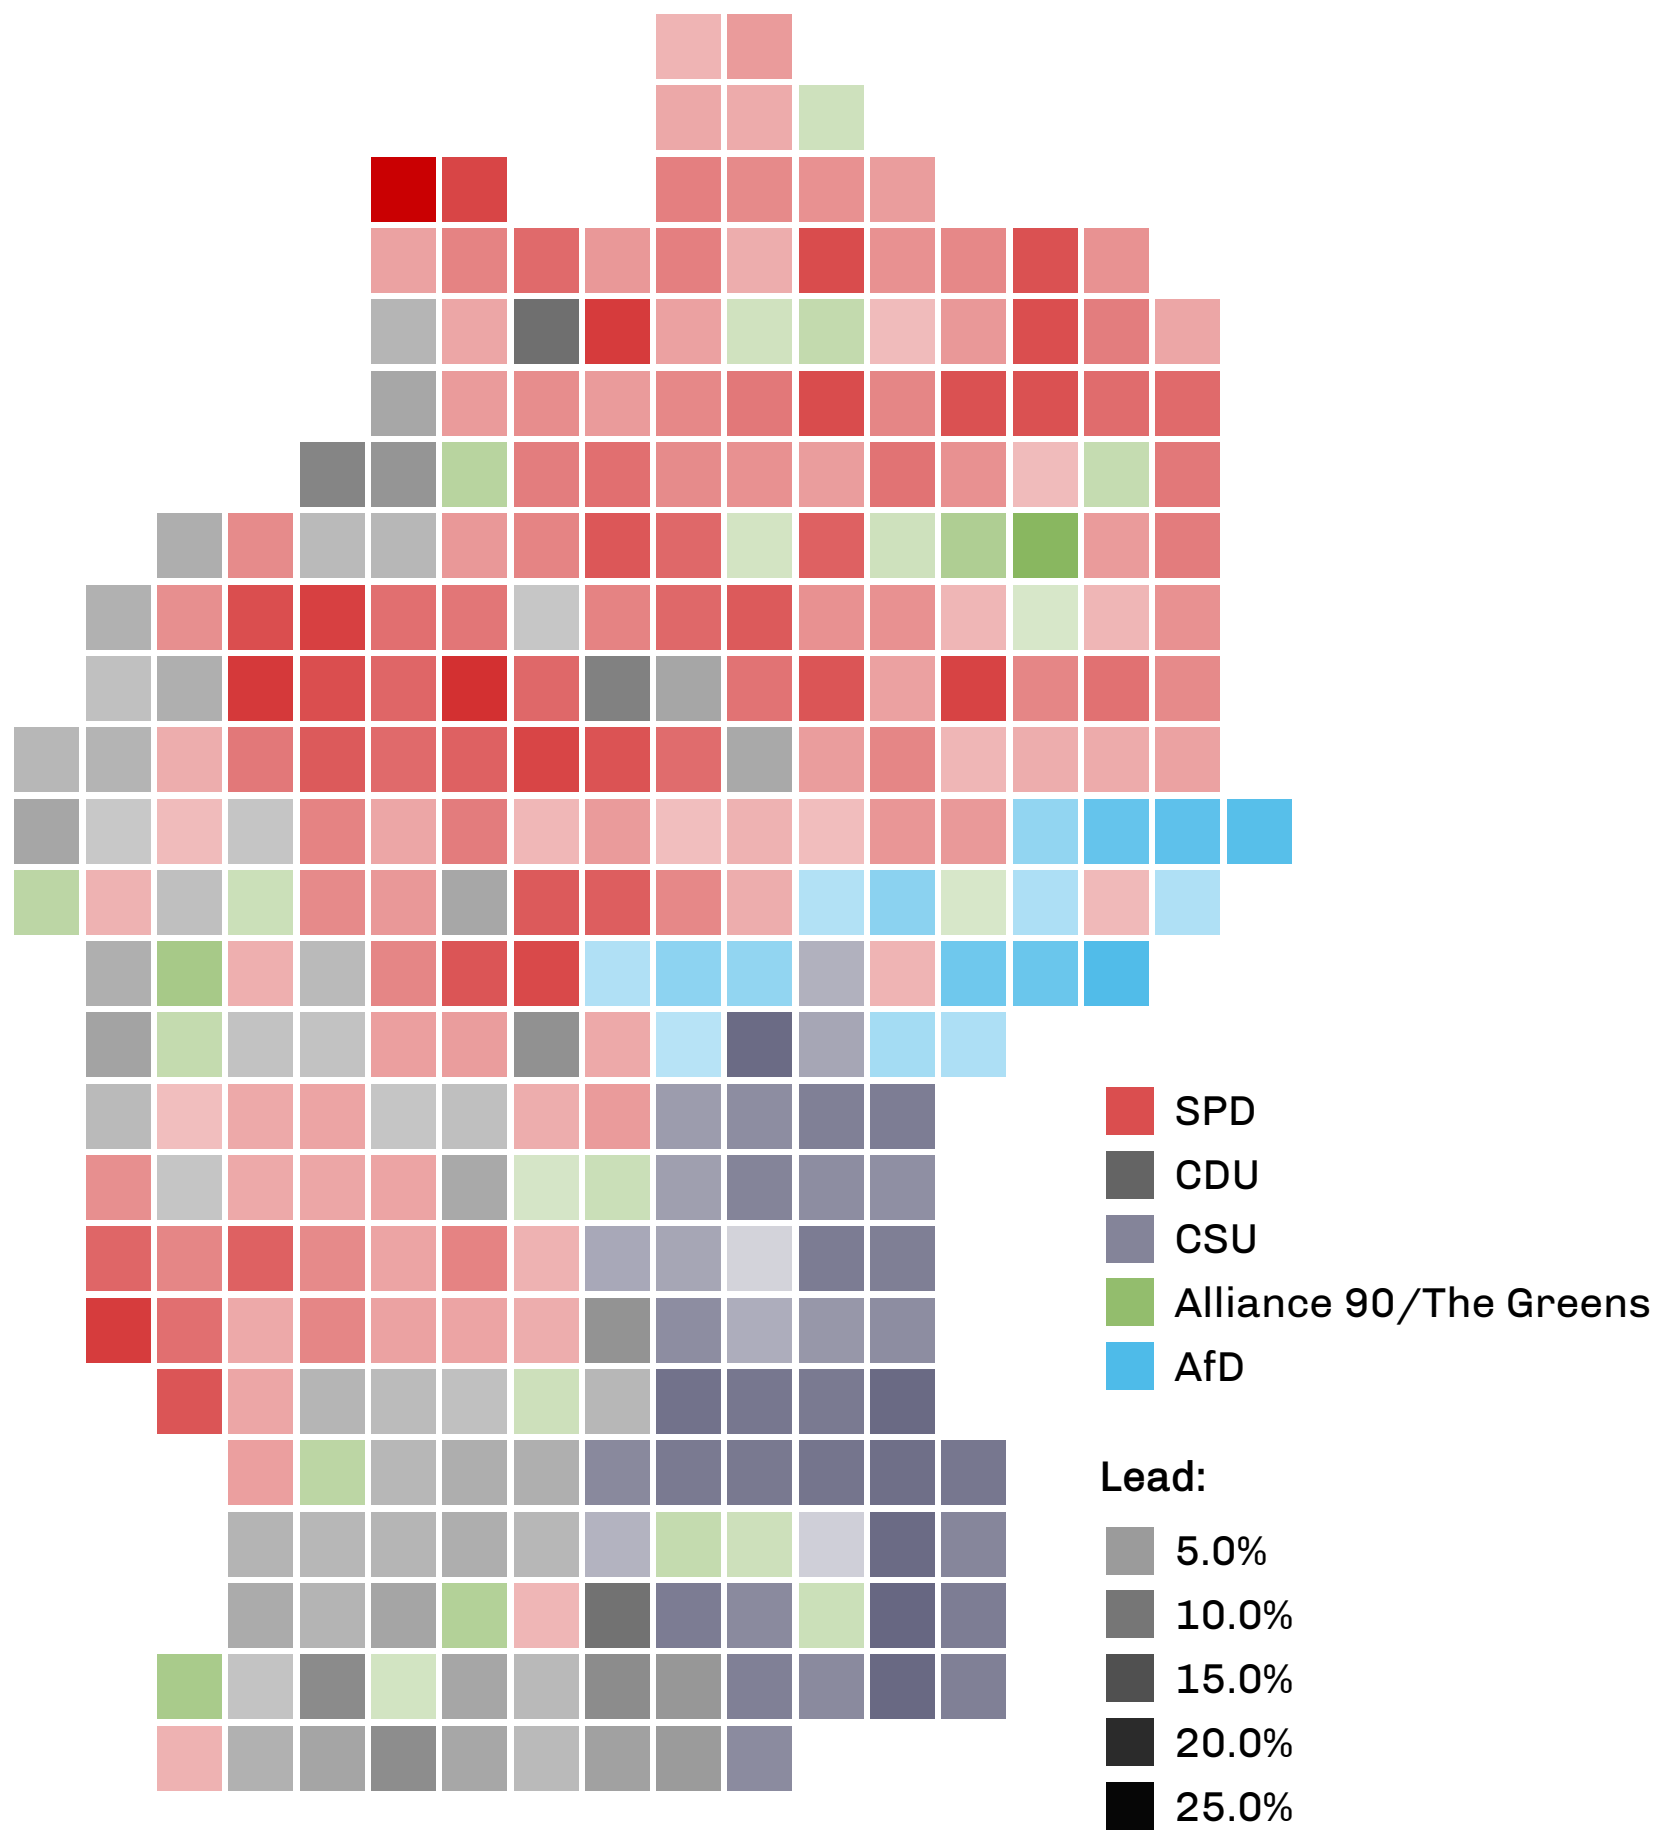 SPD
CDU
CSU
Alliance 90/The Greens
AfD
Lead:
5.0%
10.0%
15.0%
20.0%
25.0%